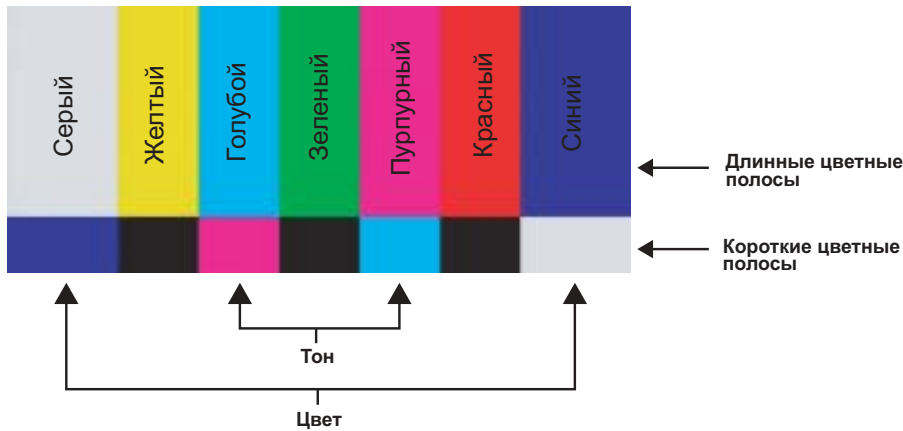 Серый
Желтый
Голубой
Зеленый
Пурпурный
Красный
Синий
Длинные цветные
полосы
Короткие цветные
полосы
Тон
Цвет